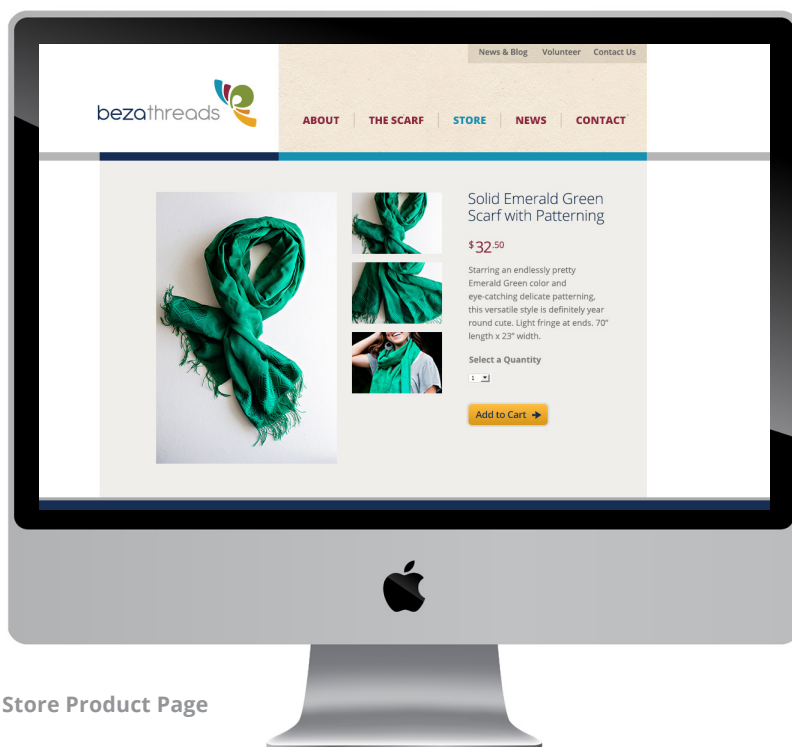 News & Blog Volunteer Contact Us
bezathreads
ABOUT THE SCARF STORE NEWS CONTACT
Solid Emerald Green
Scarf with Patterning
$32.50
Starring an endlessly pretty
Emerald Green color and
eye-catching delicate patterning,
this versatile style is definitely year
round cute. Light fringe at ends. 70"
length x 23" width.
Select a Quantity
1
Add to Cart
Store Product Page